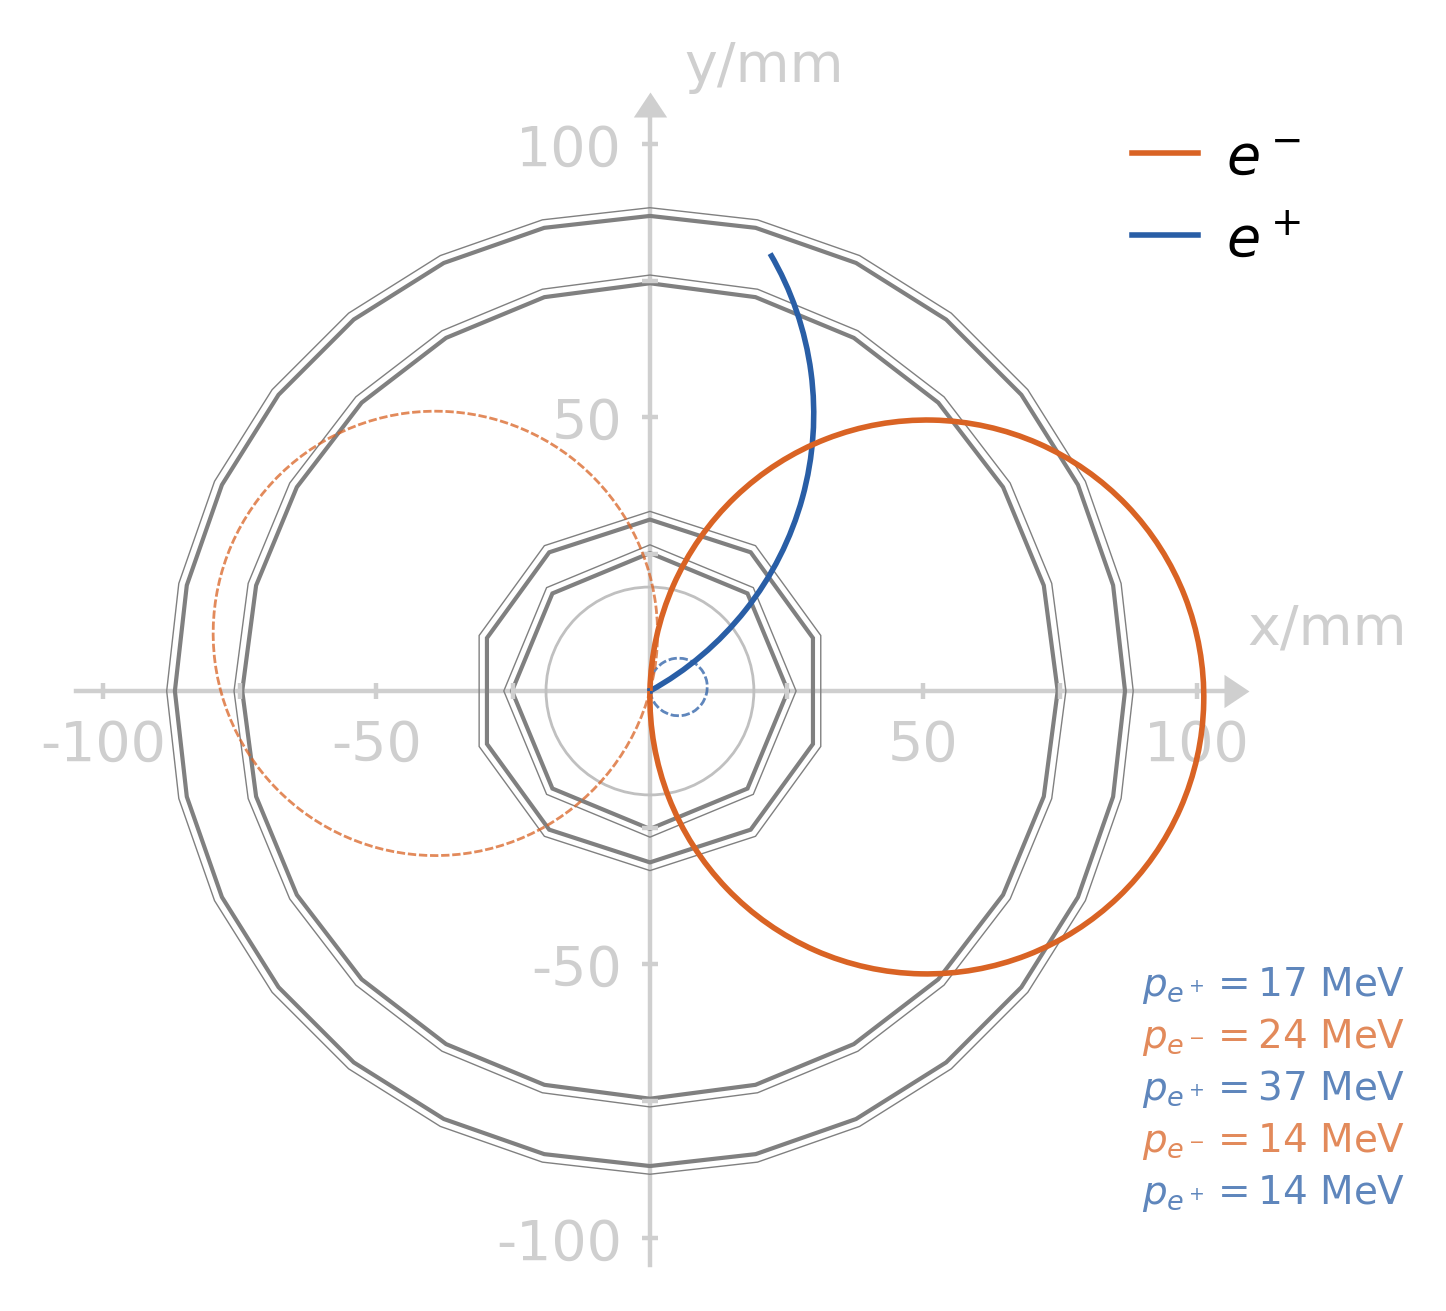 y/mm
100
e⁻
e⁺
50
x/mm
-100 -50 50 100
-50
p_{e⁺} = 17 MeV
p_{e⁻} = 24 MeV
p_{e⁺} = 37 MeV
p_{e⁻} = 14 MeV
p_{e⁺} = 14 MeV
-100